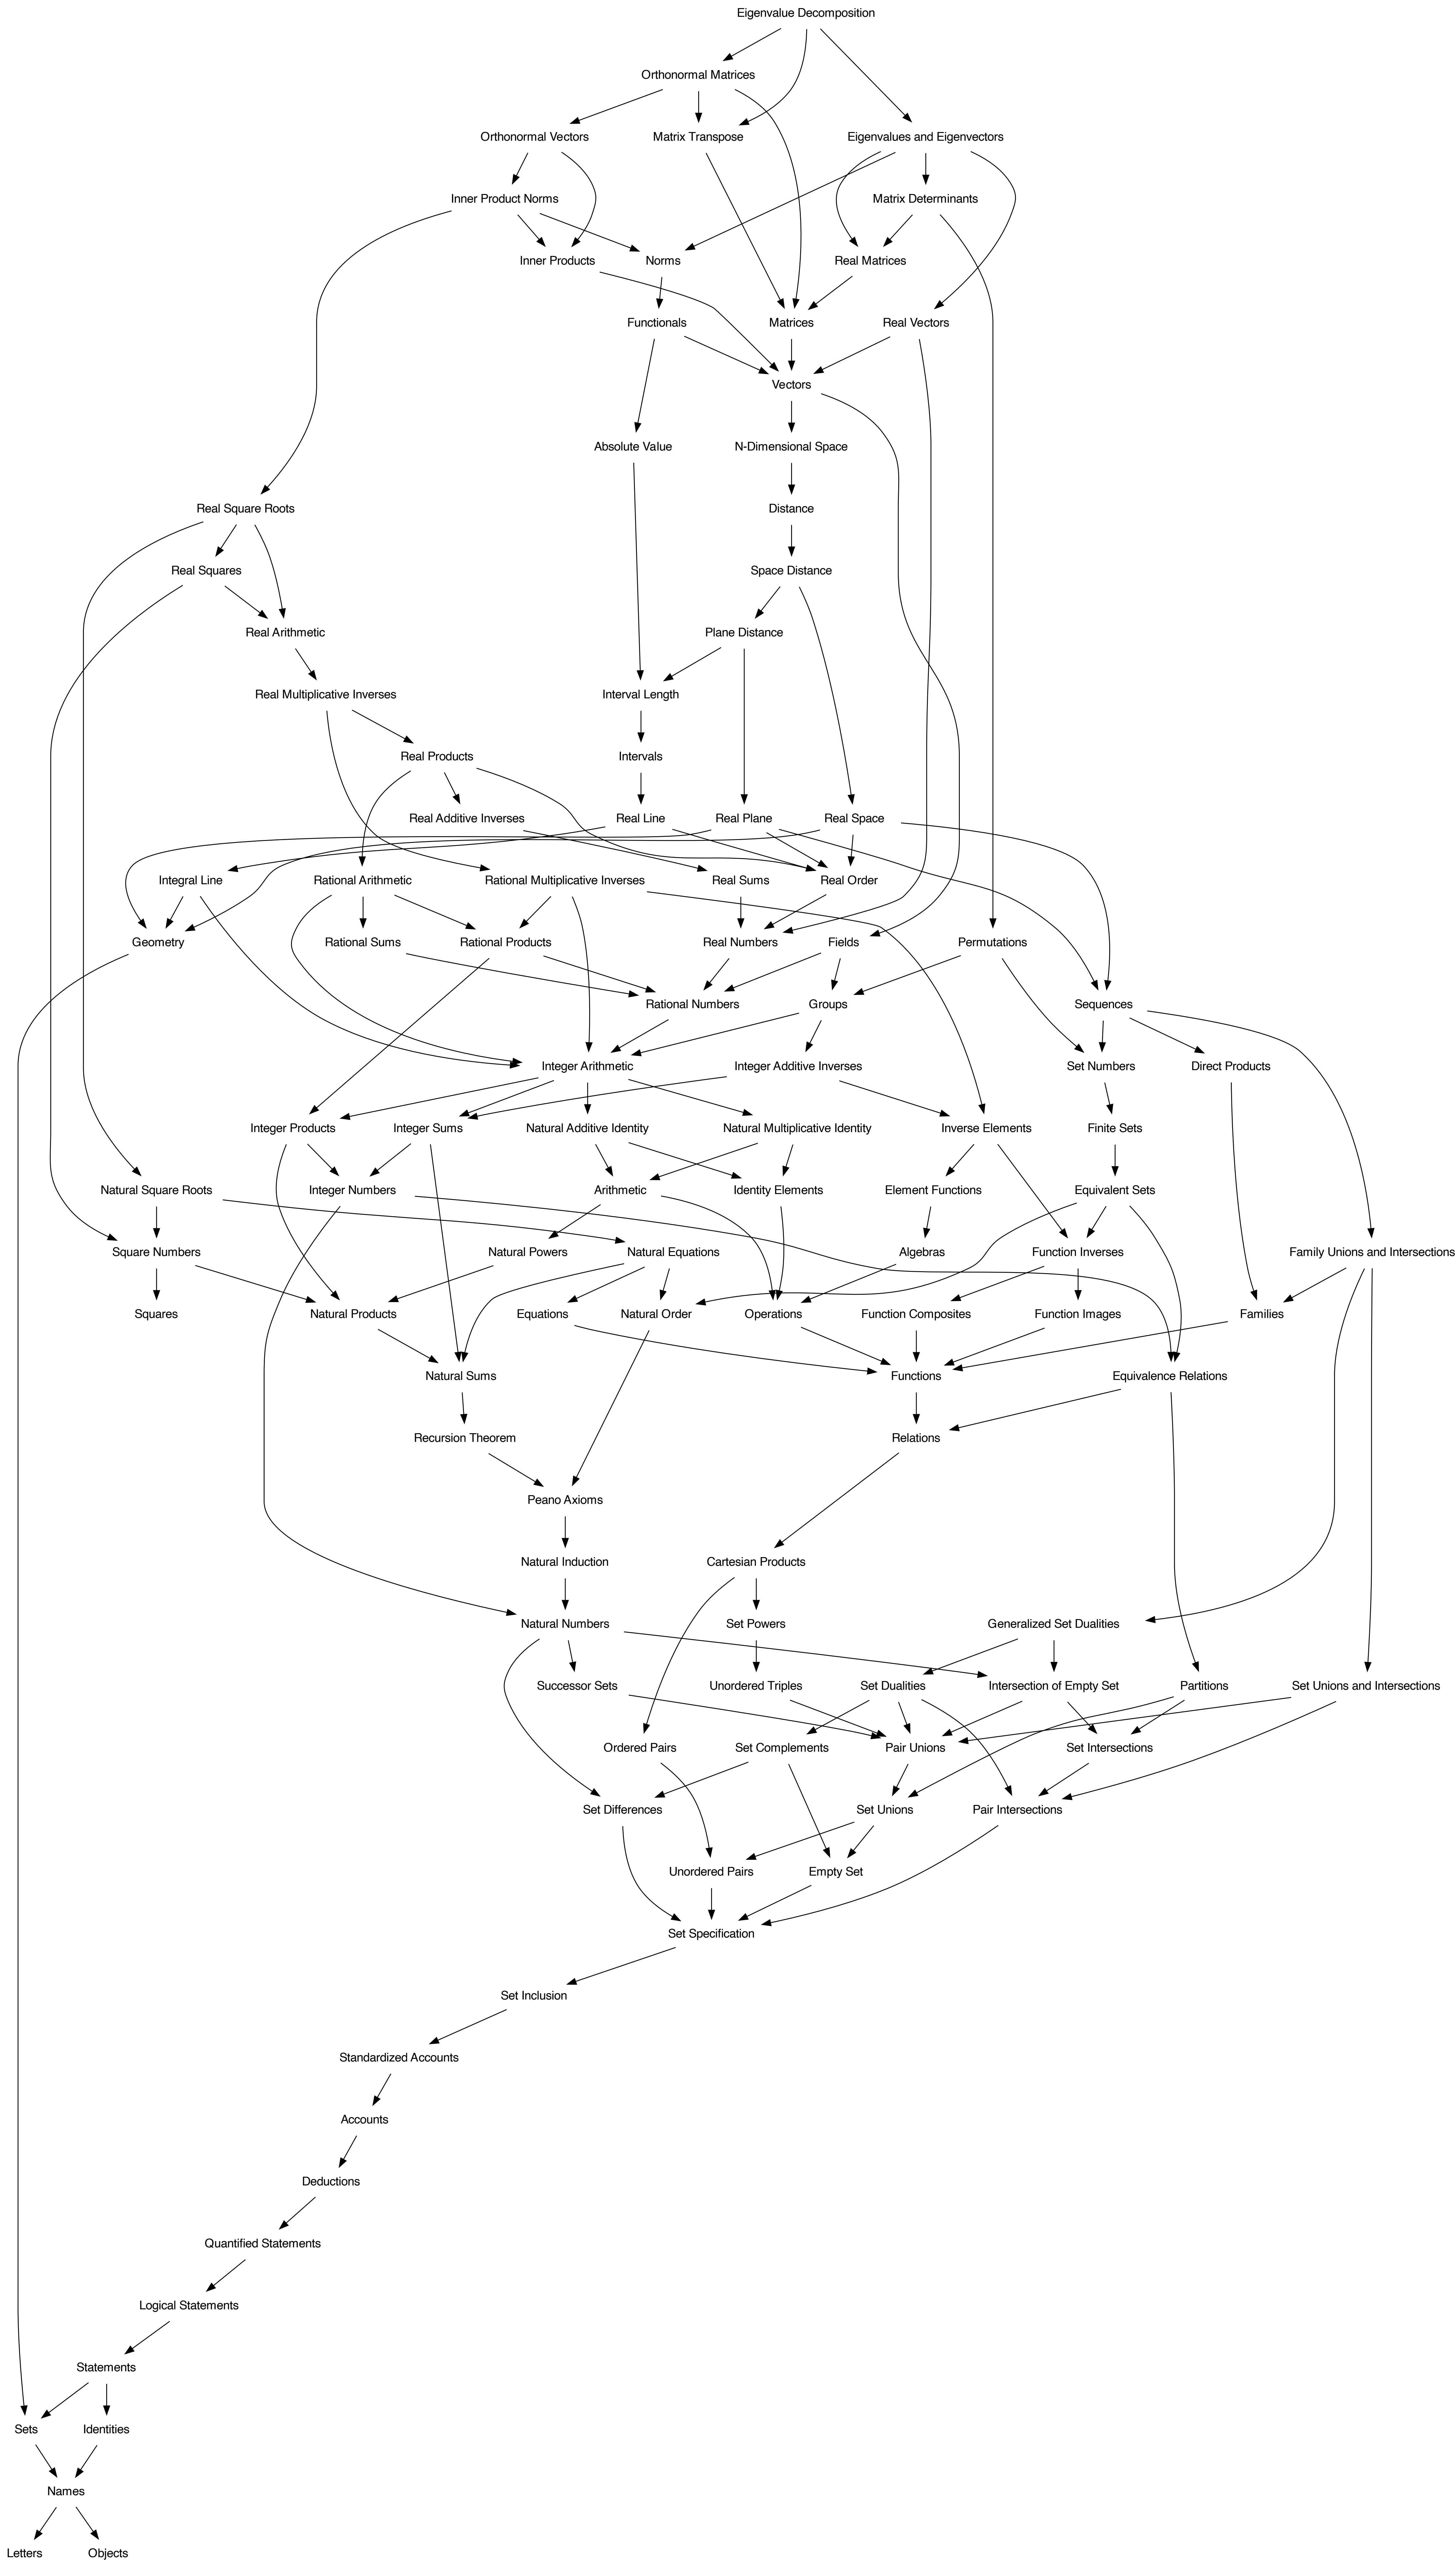 Eigenvalue Decomposition
Orthonormal Matrices
Orthonormal Vectors
Matrix Transpose
Eigenvalues and Eigenvectors
Inner Product Norms
Matrix Determinants
Inner Products
Norms
Real Matrices
Functionals
Matrices
Real Vectors
Vectors
Absolute Value
N-Dimensional Space
Real Square Roots
Distance
Real Squares
Space Distance
Real Arithmetic
Plane Distance
Real Multiplicative Inverses
Interval Length
Real Products
Intervals
Real Additive Inverses
Real Line
Real Plane
Real Space
Integral Line
Rational Arithmetic
Rational Multiplicative Inverses
Real Sums
Real Order
Geometry
Rational Sums
Rational Products
Real Numbers
Fields
Permutations
Rational Numbers
Groups
Sequences
Integer Arithmetic
Integer Additive Inverses
Set Numbers
Direct Products
Integer Products
Integer Sums
Natural Additive Identity
Natural Multiplicative Identity
Inverse Elements
Finite Sets
Natural Square Roots
Integer Numbers
Arithmetic
Identity Elements
Element Functions
Equivalent Sets
Square Numbers
Natural Powers
Natural Equations
Algebras
Function Inverses
Family Unions and Intersections
Squares
Natural Products
Equations
Natural Order
Operations
Function Composites
Function Images
Families
Natural Sums
Functions
Equivalence Relations
Recursion Theorem
Relations
Peano Axioms
Natural Induction
Cartesian Products
Natural Numbers
Set Powers
Generalized Set Dualities
Successor Sets
Unordered Triples
Set Dualities
Intersection of Empty Set
Partitions
Set Unions and Intersections
Ordered Pairs
Set Complements
Pair Unions
Set Intersections
Set Differences
Set Unions
Pair Intersections
Unordered Pairs
Empty Set
Set Specification
Set Inclusion
Standardized Accounts
Accounts
Deductions
Quantified Statements
Logical Statements
Statements
Sets
Identities
Names
Letters
Objects